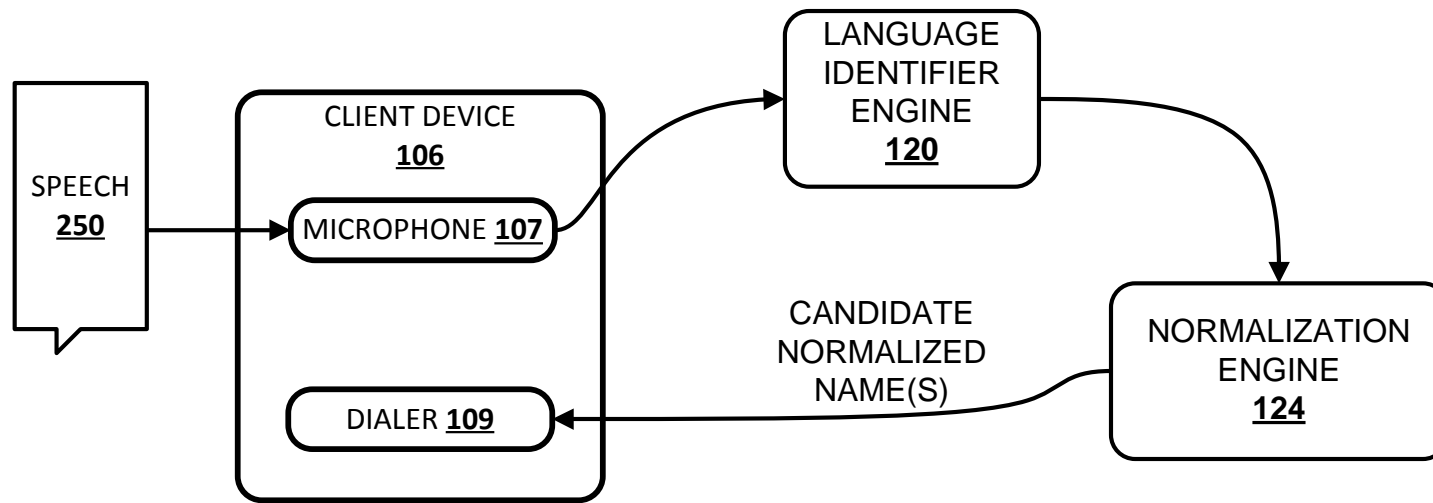 SPEECH
250
CLIENT DEVICE
106
MICROPHONE 107
DIALER 109
LANGUAGE
IDENTIFIER
ENGINE
120
CANDIDATE
NORMALIZED
NAME(S)
NORMALIZATION
ENGINE
124